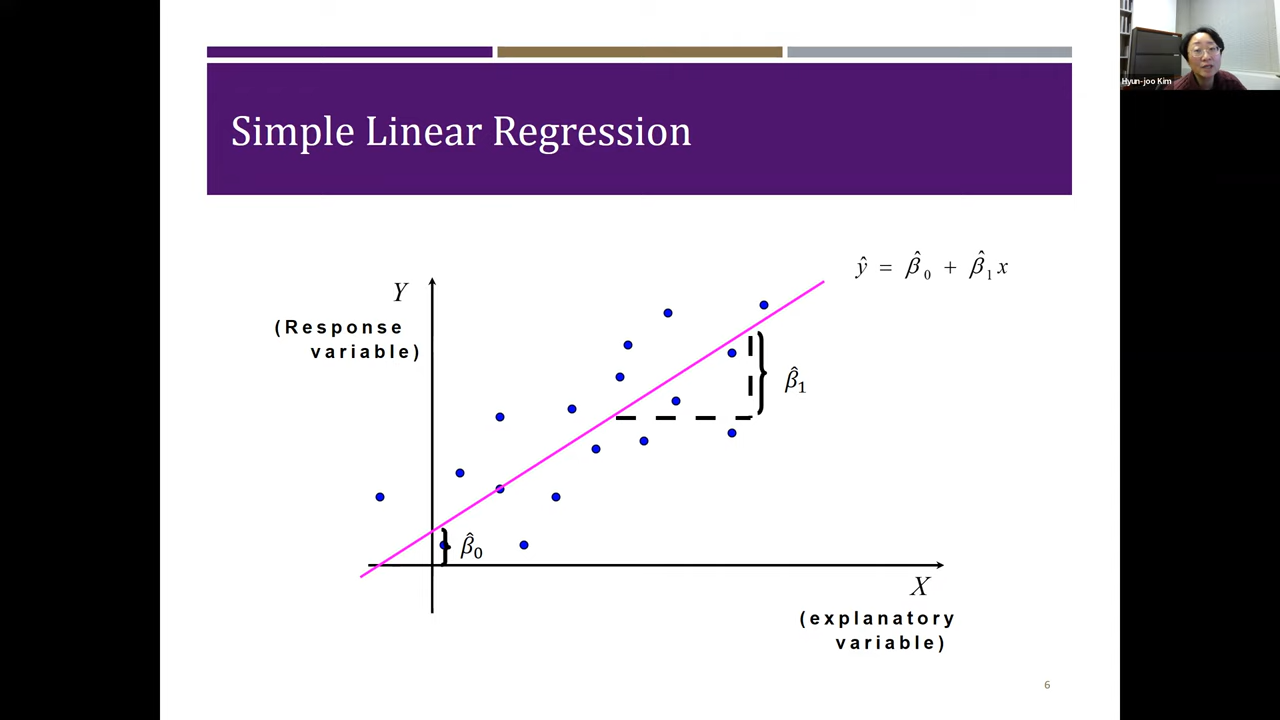 Hyun-joo Kim
Simple Linear Regression
ŷ = β̂₀ + β̂₁x
Y
(Response
variable)
β̂₁
β̂₀
X
(explanatory
variable)
6